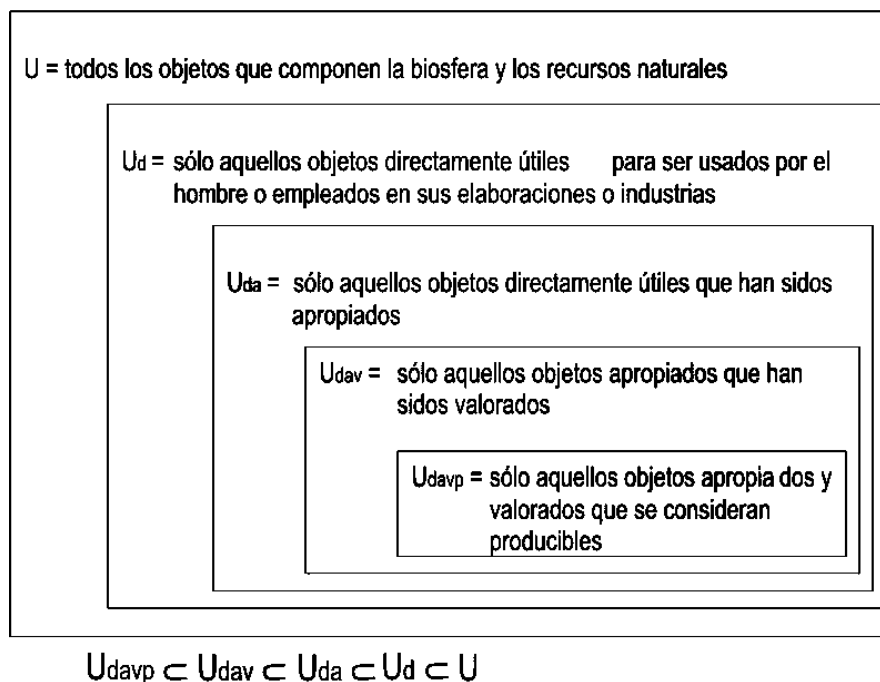 U = todos los objetos que componen la biosfera y los recursos naturales
Ud = sólo aquellos objetos directamente útiles para ser usados por el
hombre o empleados en sus elaboraciones o industrias
Uda = sólo aquellos objetos directamente útiles que han sidos
apropiados
Udav = sólo aquellos objetos apropiados que han
sidos valorados
Udavp = sólo aquellos objetos apropia dos y
valorados que se consideran
producibles
Udavp ⊂ Udav ⊂ Uda ⊂ Ud ⊂ U